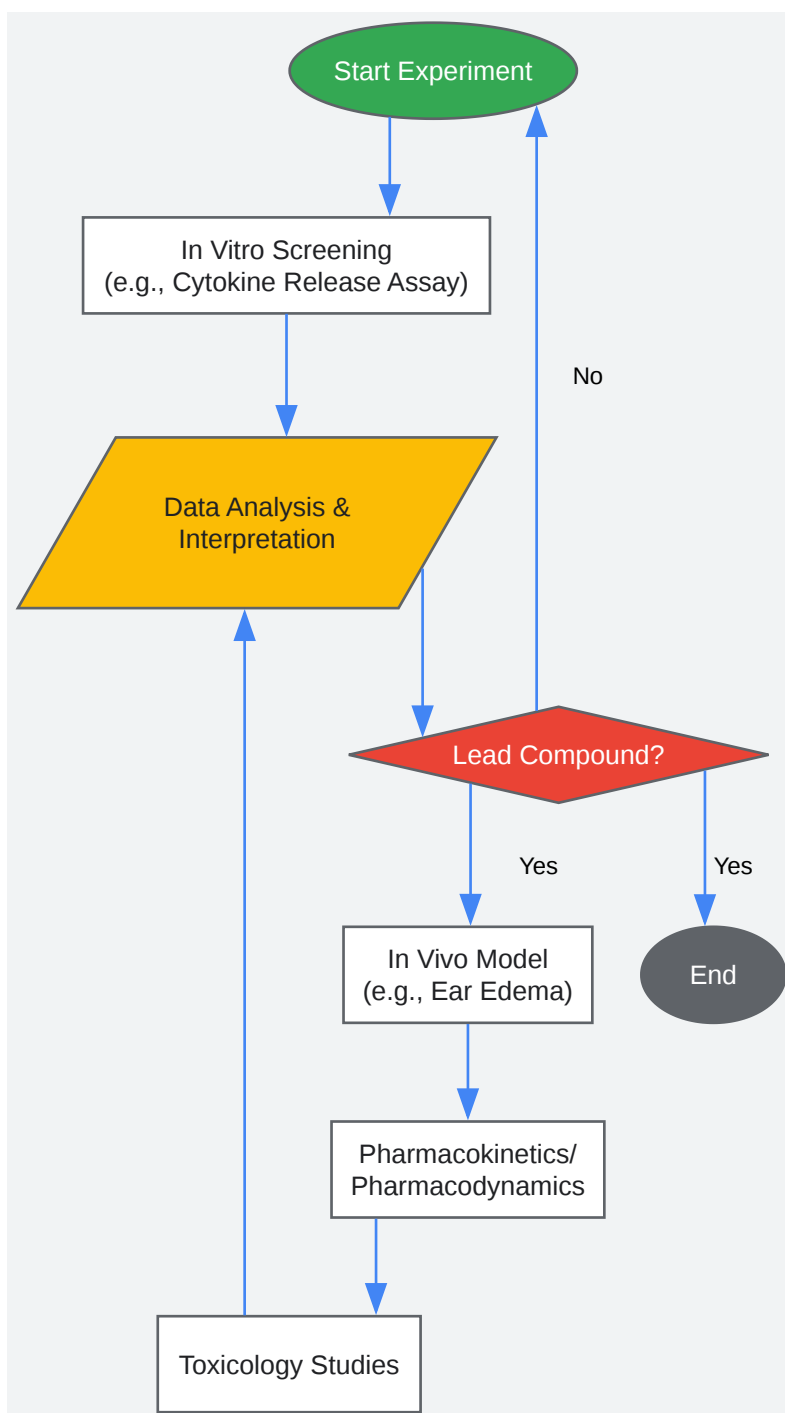 Start Experiment
In Vitro Screening
(e.g., Cytokine Release Assay)
No
Data Analysis &
Interpretation
Lead Compound?
Yes
Yes
In Vivo Model
(e.g., Ear Edema)
End
Pharmacokinetics/
Pharmacodynamics
Toxicology Studies